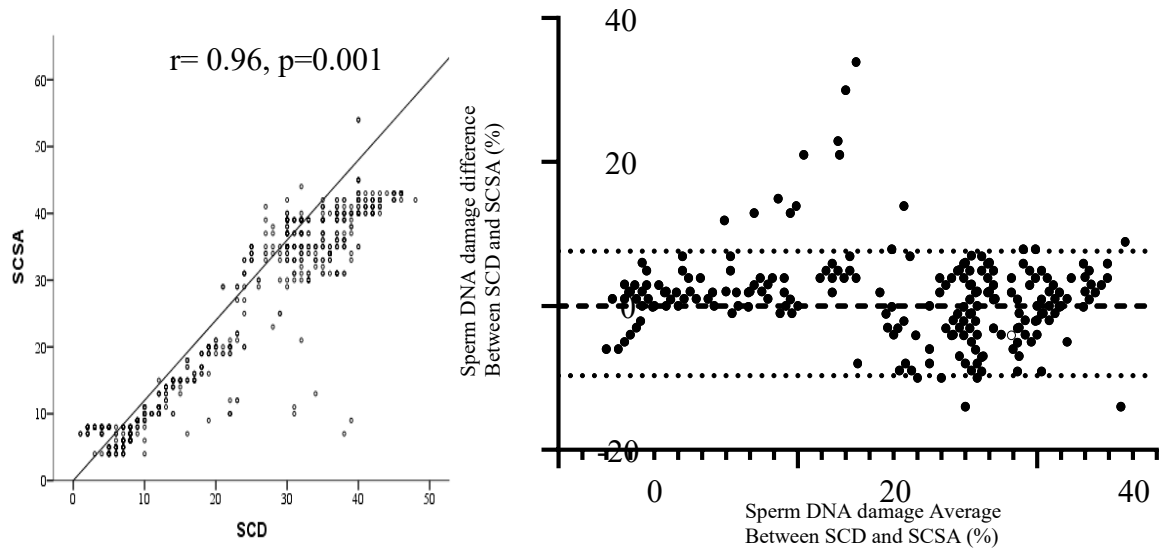 r= 0.96, p=0.001
SCSA
60
50
40
30
20
10
0
0 10 20 30 40 50
SCD
Sperm DNA damage difference
Between SCD and SCSA (%)
40
20
0
-20
0 20 40
Sperm DNA damage Average
Between SCD and SCSA (%)